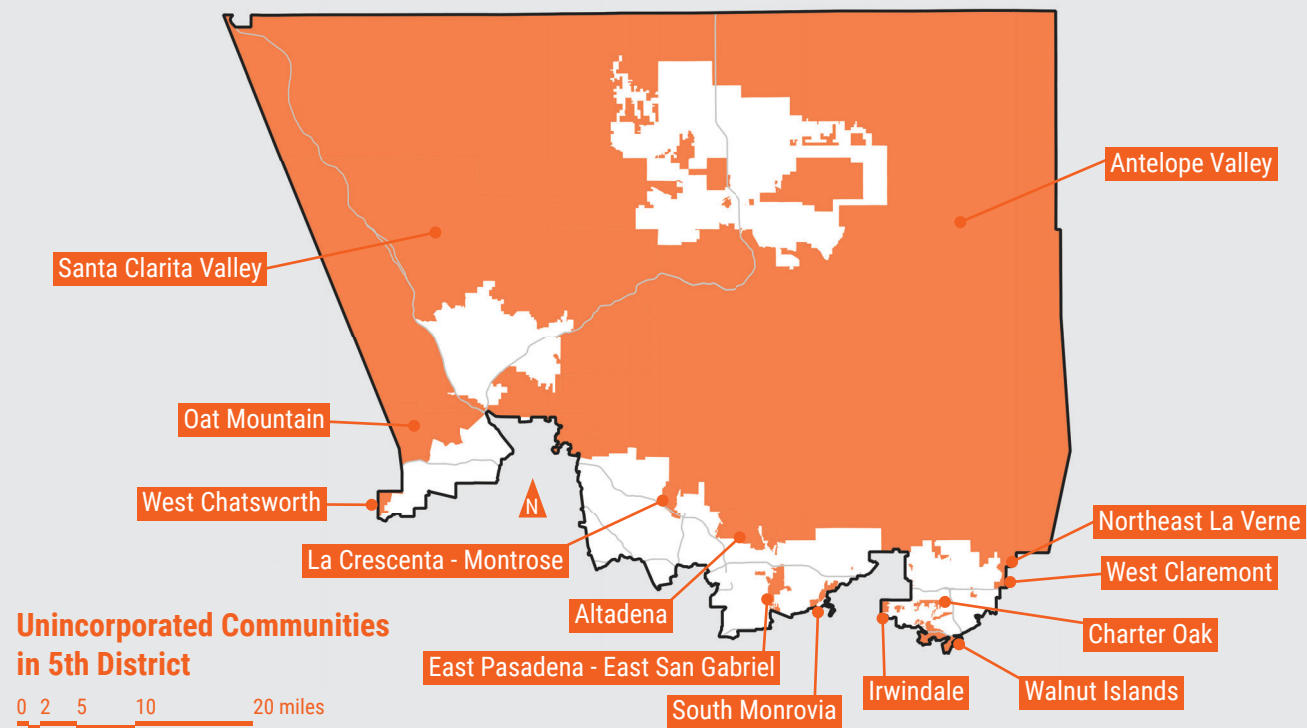 Antelope Valley
Santa Clarita Valley
Oat Mountain
West Chatsworth
N
Northeast La Verne
La Crescenta - Montrose
West Claremont
Altadena
Charter Oak
Unincorporated Communities
in 5th District
East Pasadena - East San Gabriel
Irwindale
Walnut Islands
South Monrovia
0 2 5 10 20 miles